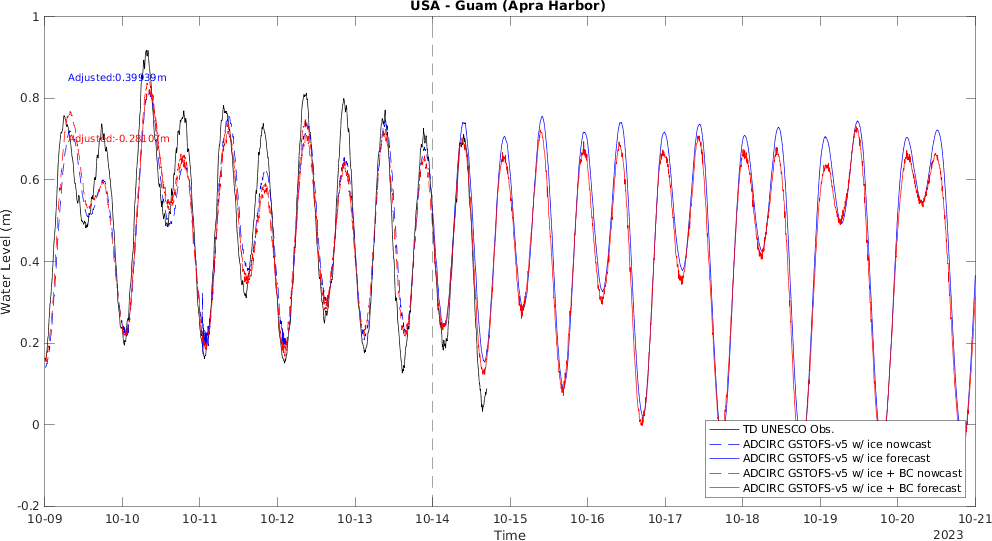 USA - Guam (Apra Harbor)
1
0.8
0.6
0.4
0.2
0
-0.2
Water Level (m)
Adjusted:0.39939m
Adjusted:-0.28107m
TD UNESCO Obs.
ADCIRC GSTOFS-v5 w/ ice nowcast
ADCIRC GSTOFS-v5 w/ ice forecast
ADCIRC GSTOFS-v5 w/ ice + BC nowcast
ADCIRC GSTOFS-v5 w/ ice + BC forecast
10-09 10-10 10-11 10-12 10-13 10-14 10-15 10-16 10-17 10-18 10-19 10-20 10-21
Time
2023